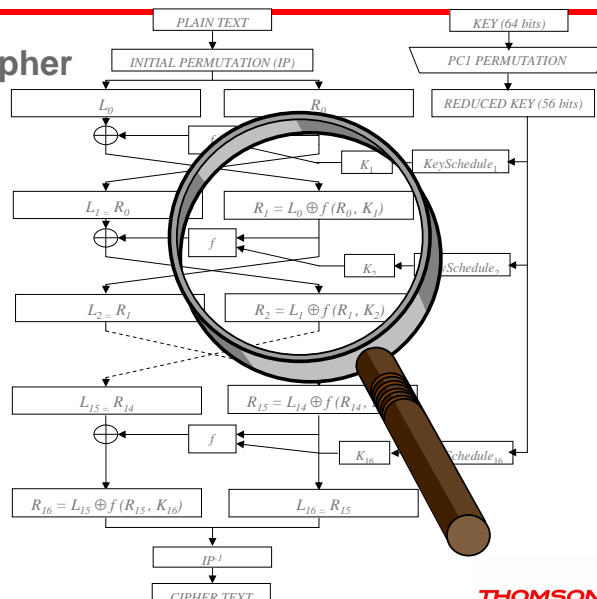 PLAIN TEXT
KEY (64 bits)
pher
INITIAL PERMUTATION (IP)
PC1 PERMUTATION
L₀
R₀
REDUCED KEY (56 bits)
f
K₁
KeySchedule₁
L₁ = R₀
R₁ = L₀ ⊕ f (R₀ , K₁)
f
K₂
eySchedule₂
L₂ = R₁
R₂ = L₁ ⊕ f (R₁ , K₂)
L₁₅ = R₁₄
R₁₅ = L₁₄ ⊕ f (R₁₄ ,
f
K₁₆
Schedule₁₆
R₁₆ = L₁₅ ⊕ f (R₁₅ , K₁₆)
L₁₆ = R₁₅
IP⁻¹
CIPHER TEXT
THOMSON